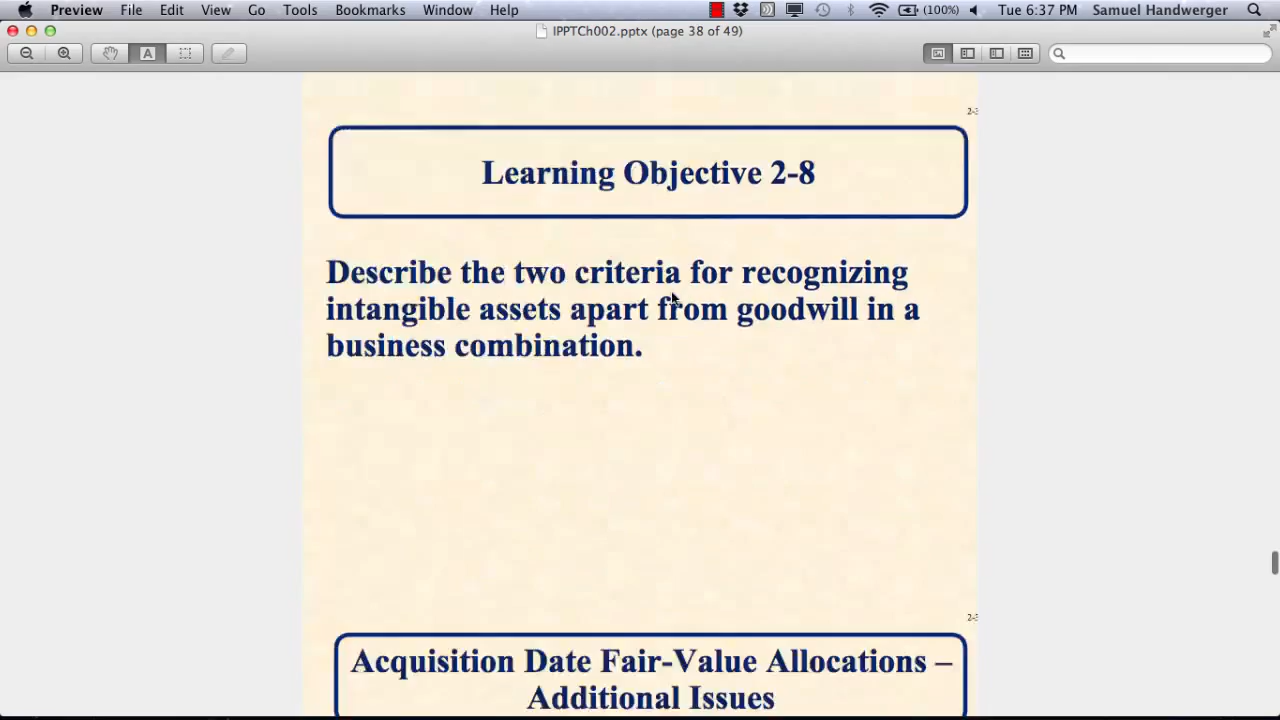 Preview File Edit View Go Tools Bookmarks Window Help (100%) Tue 6:37 PM Samuel Handwerger
IPPTCh002.pptx (page 38 of 49)
A
Learning Objective 2-8
Describe the two criteria for recognizing
intangible assets apart from goodwill in a
business combination.
Acquisition Date Fair-Value Allocations –
Additional Issues